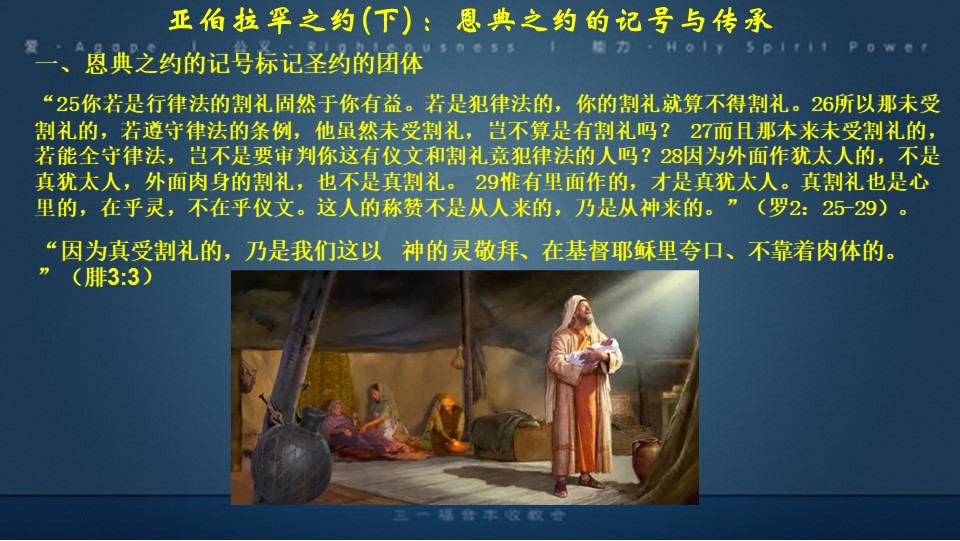 亚伯拉罕之约(下)：恩典之约的记号与传承
爱·Agape | 公义·Righteousness | 能力·Holy Spirit Power
一、恩典之约的记号标记圣约的团体
“25你若是行律法的割礼固然于你有益。若是犯律法的，你的割礼就算不得割礼。26所以那未受
割礼的，若遵守律法的条例，他虽然未受割礼，岂不算是有割礼吗？ 27而且那本来未受割礼的，
若能全守律法，岂不是要审判你这有仪文和割礼竟犯律法的人吗？28因为外面作犹太人的，不是
真犹太人，外面肉身的割礼，也不是真割礼。 29惟有里面作的，才是真犹太人。真割礼也是心
里的，在乎灵，不在乎仪文。这人的称赞不是从人来的，乃是从神来的。”（罗2：25-29）。
“因为真受割礼的，乃是我们这以 神的灵敬拜、在基督耶稣里夸口、不靠着肉体的。
”（腓3:3）
三一福音丰收教会